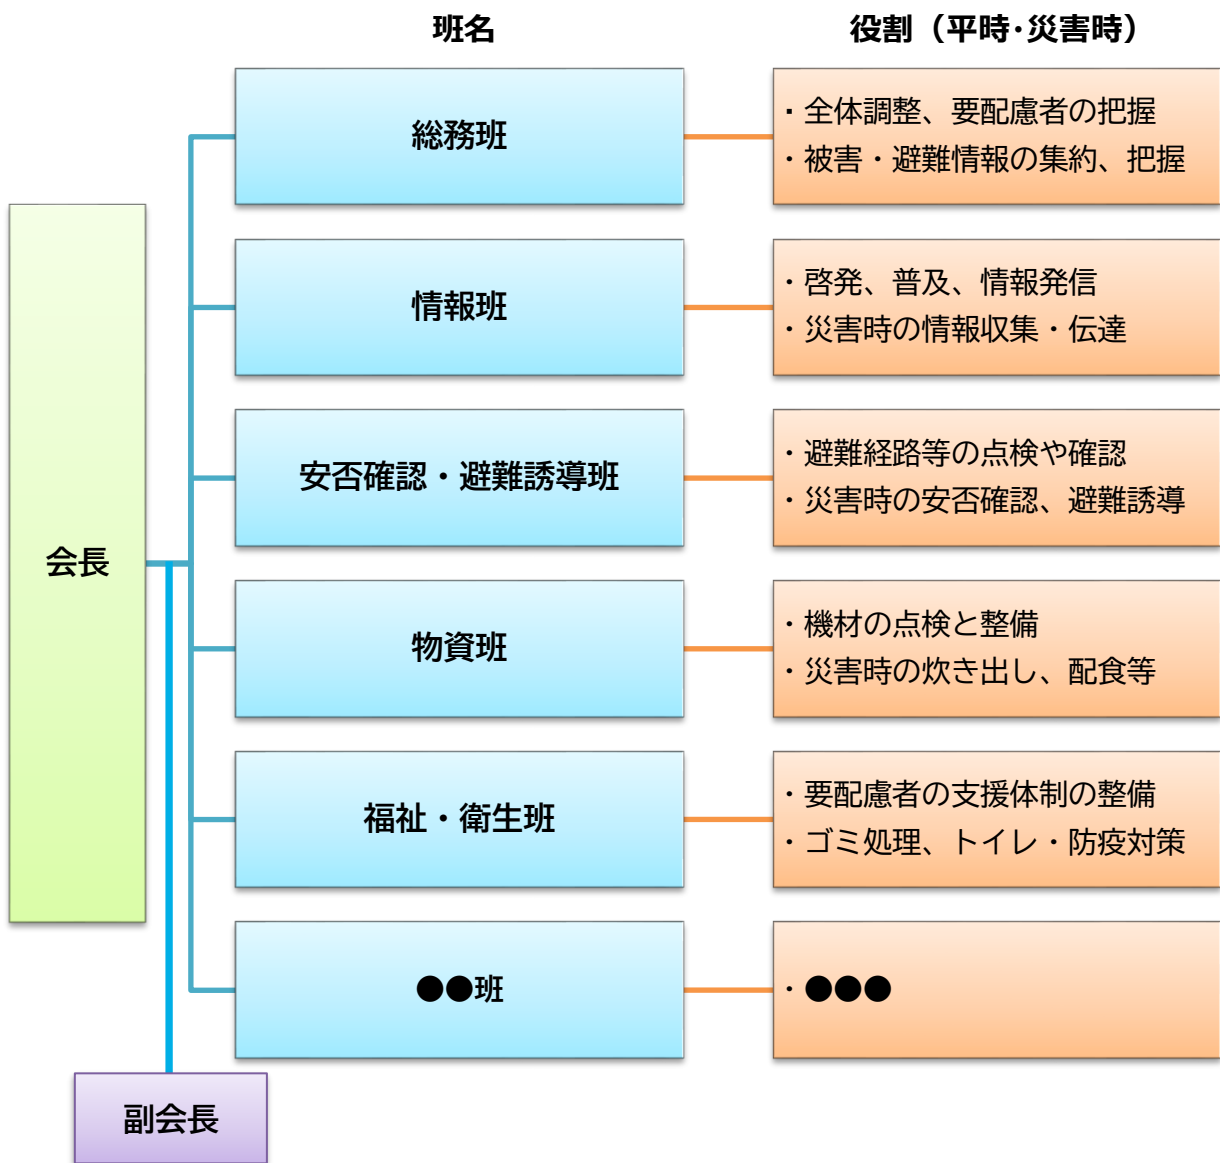 班名
役割（平時・災害時）
会長
総務班
・全体調整、要配慮者の把握
・被害・避難情報の集約、把握
情報班
・啓発、普及、情報発信
・災害時の情報収集・伝達
安否確認・避難誘導班
・避難経路等の点検や確認
・災害時の安否確認、避難誘導
物資班
・機材の点検と整備
・災害時の炊き出し、配食等
福祉・衛生班
・要配慮者の支援体制の整備
・ゴミ処理、トイレ・防疫対策
●●班
・●●●
副会長